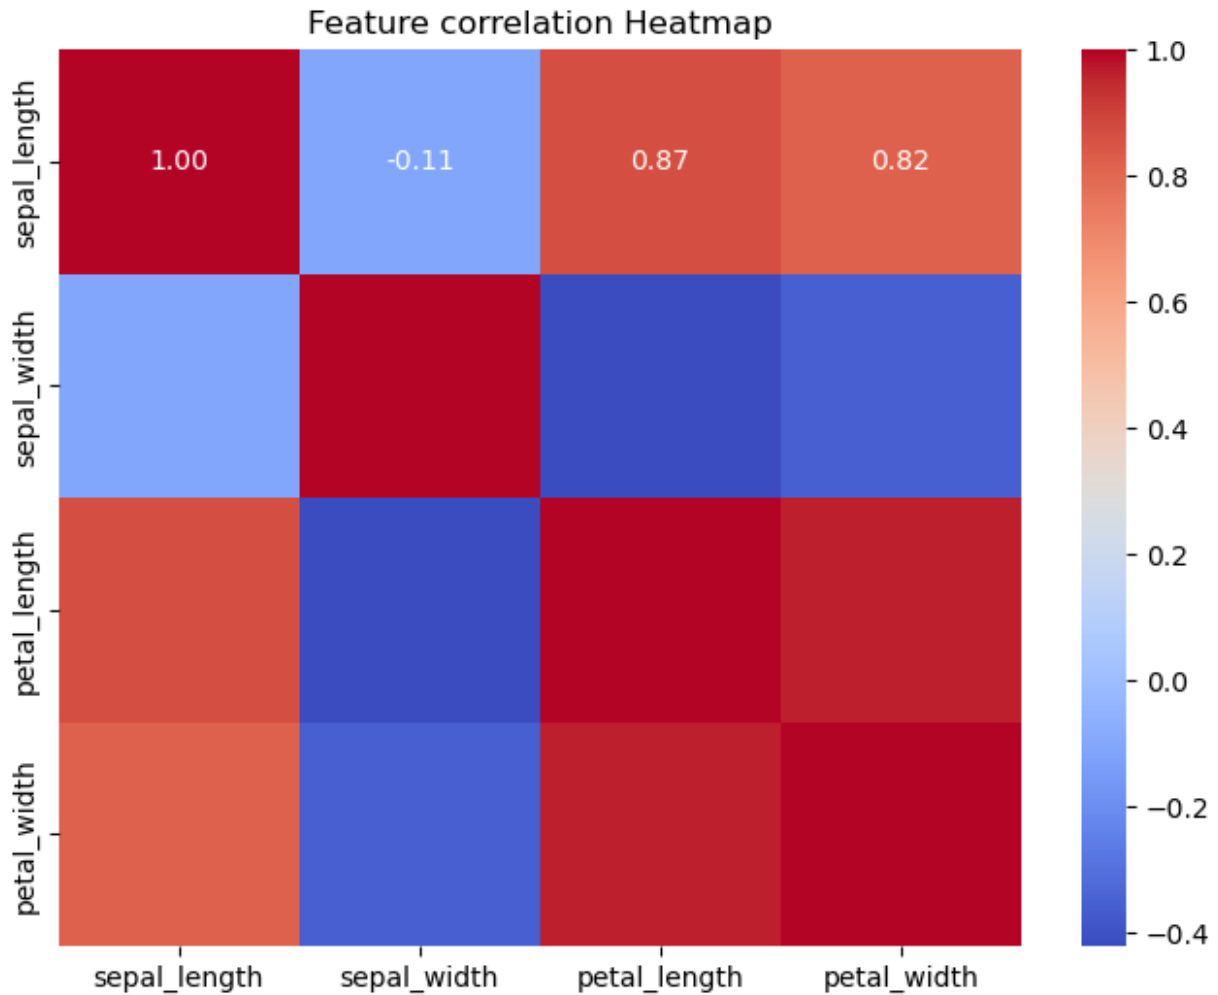 Feature correlation Heatmap
sepal_length
1.00 -0.11 0.87 0.82
sepal_width
petal_length
petal_width
sepal_length sepal_width petal_length petal_width
1.0
0.8
0.6
0.4
0.2
0.0
−0.2
−0.4